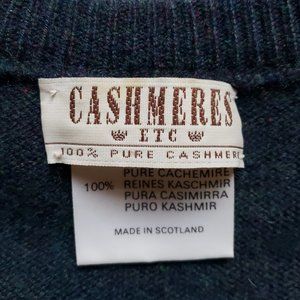 CASHMERES
ETC
100% PURE CASHMERE
PURE CACHEMIRE
100% REINES KASCHMIR
PURA CASIMIRRA
PURO KASHMIR
MADE IN SCOTLAND